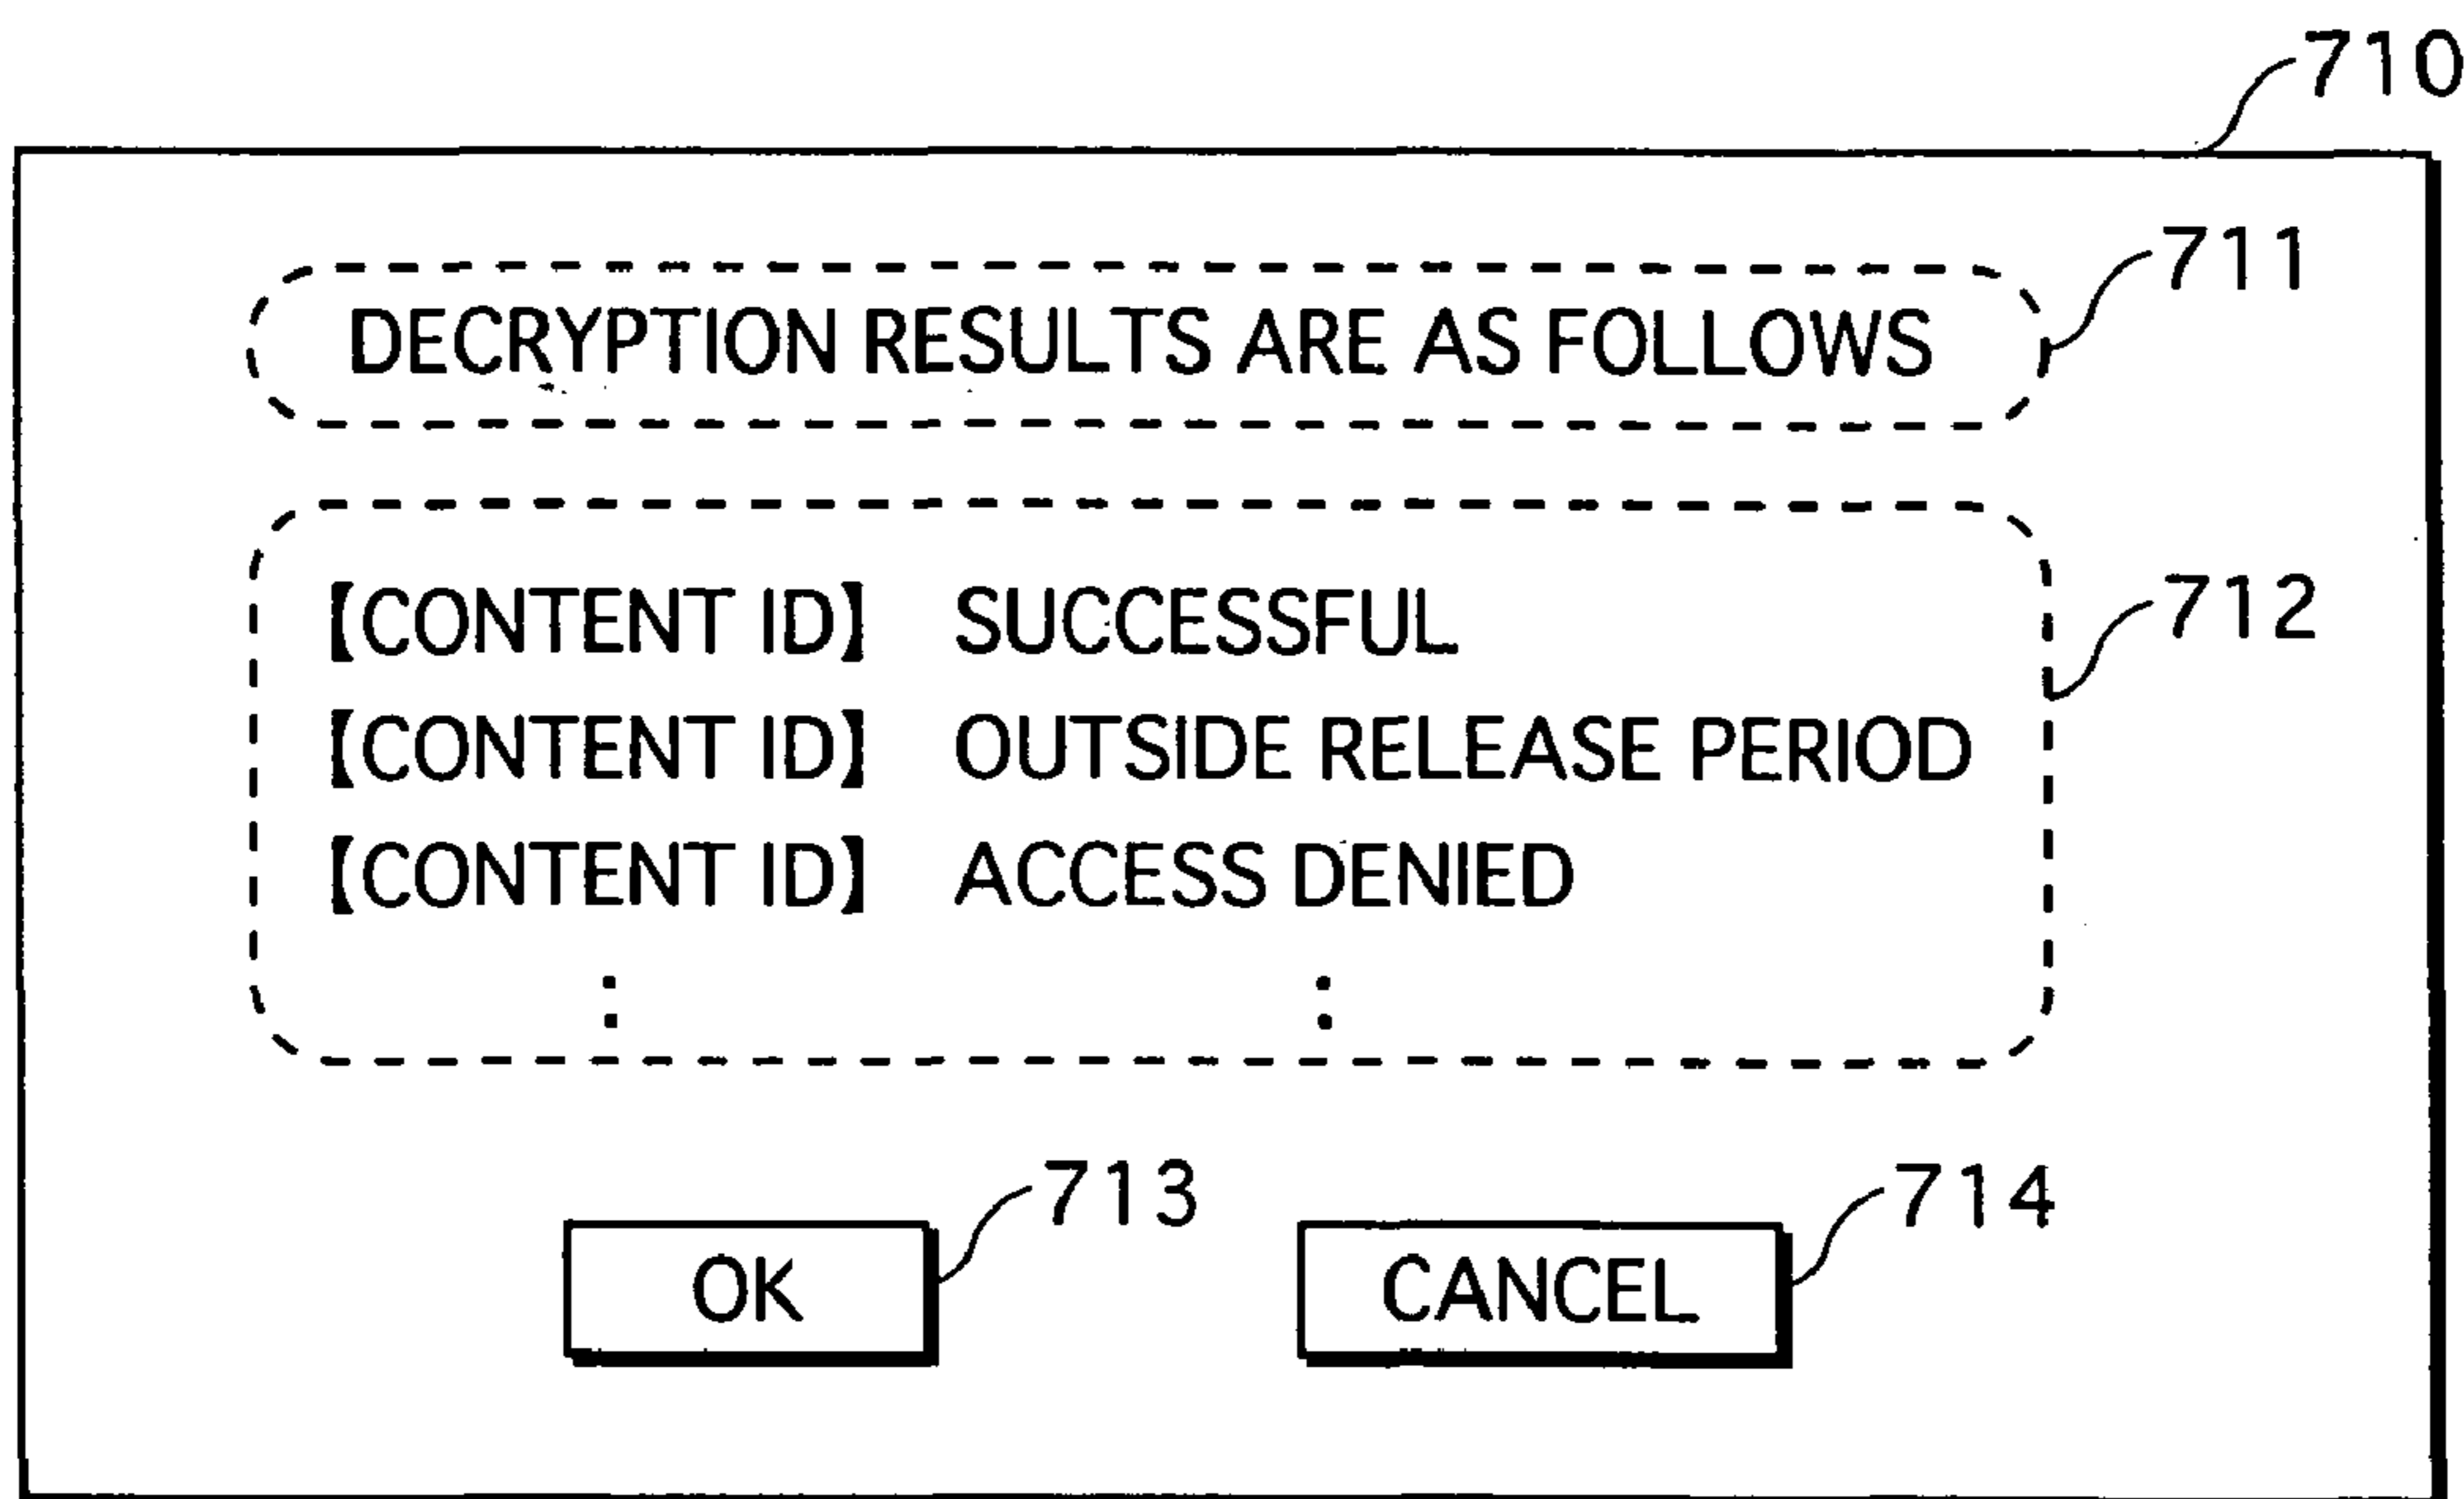 710
711
DECRYPTION RESULTS ARE AS FOLLOWS
712
【CONTENT ID】 SUCCESSFUL
【CONTENT ID】 OUTSIDE RELEASE PERIOD
【CONTENT ID】 ACCESS DENIED
: :
713
714
OK
CANCEL